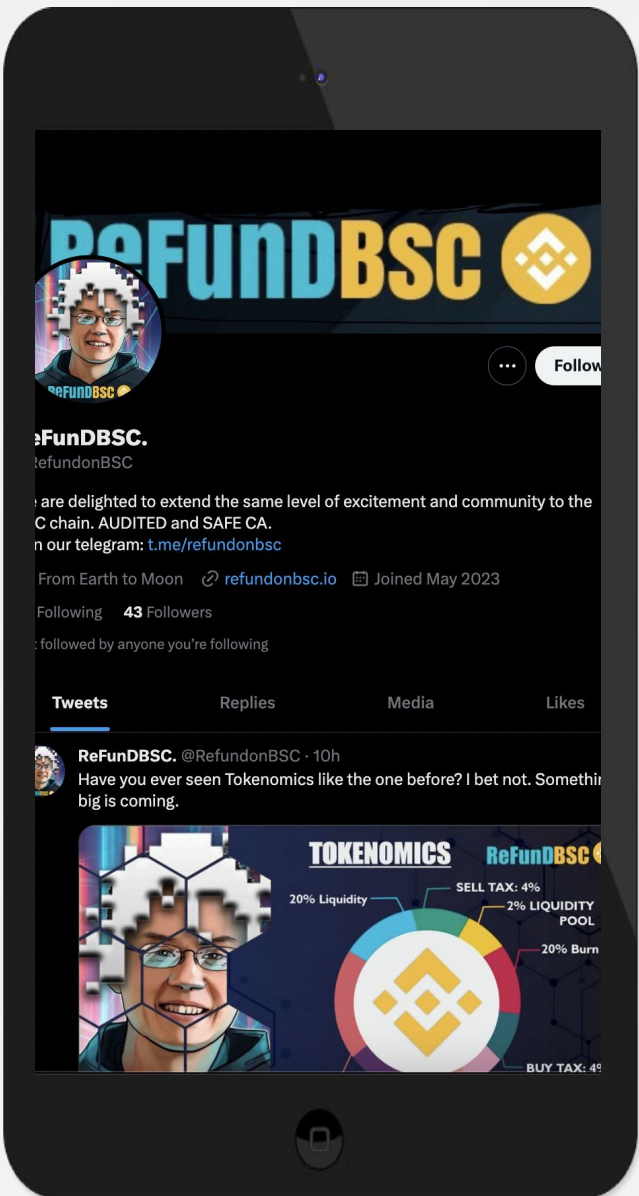 ReFunDBSC
ReFunDBSC
Follow
eFunDBSC.
RefundonBSC
are delighted to extend the same level of excitement and community to the
C chain. AUDITED and SAFE CA.
n our telegram: t.me/refundonbsc
From Earth to Moon refundonbsc.io Joined May 2023
Following 43 Followers
followed by anyone you're following
Tweets Replies Media Likes
ReFunDBSC. @RefundonBSC · 10h
Have you ever seen Tokenomics like the one before? I bet not. Somethin
big is coming.
TOKENOMICS ReFunDBSC
SELL TAX: 4%
20% Liquidity
2% LIQUIDITY
POOL
20% Burn
BUY TAX: 4%